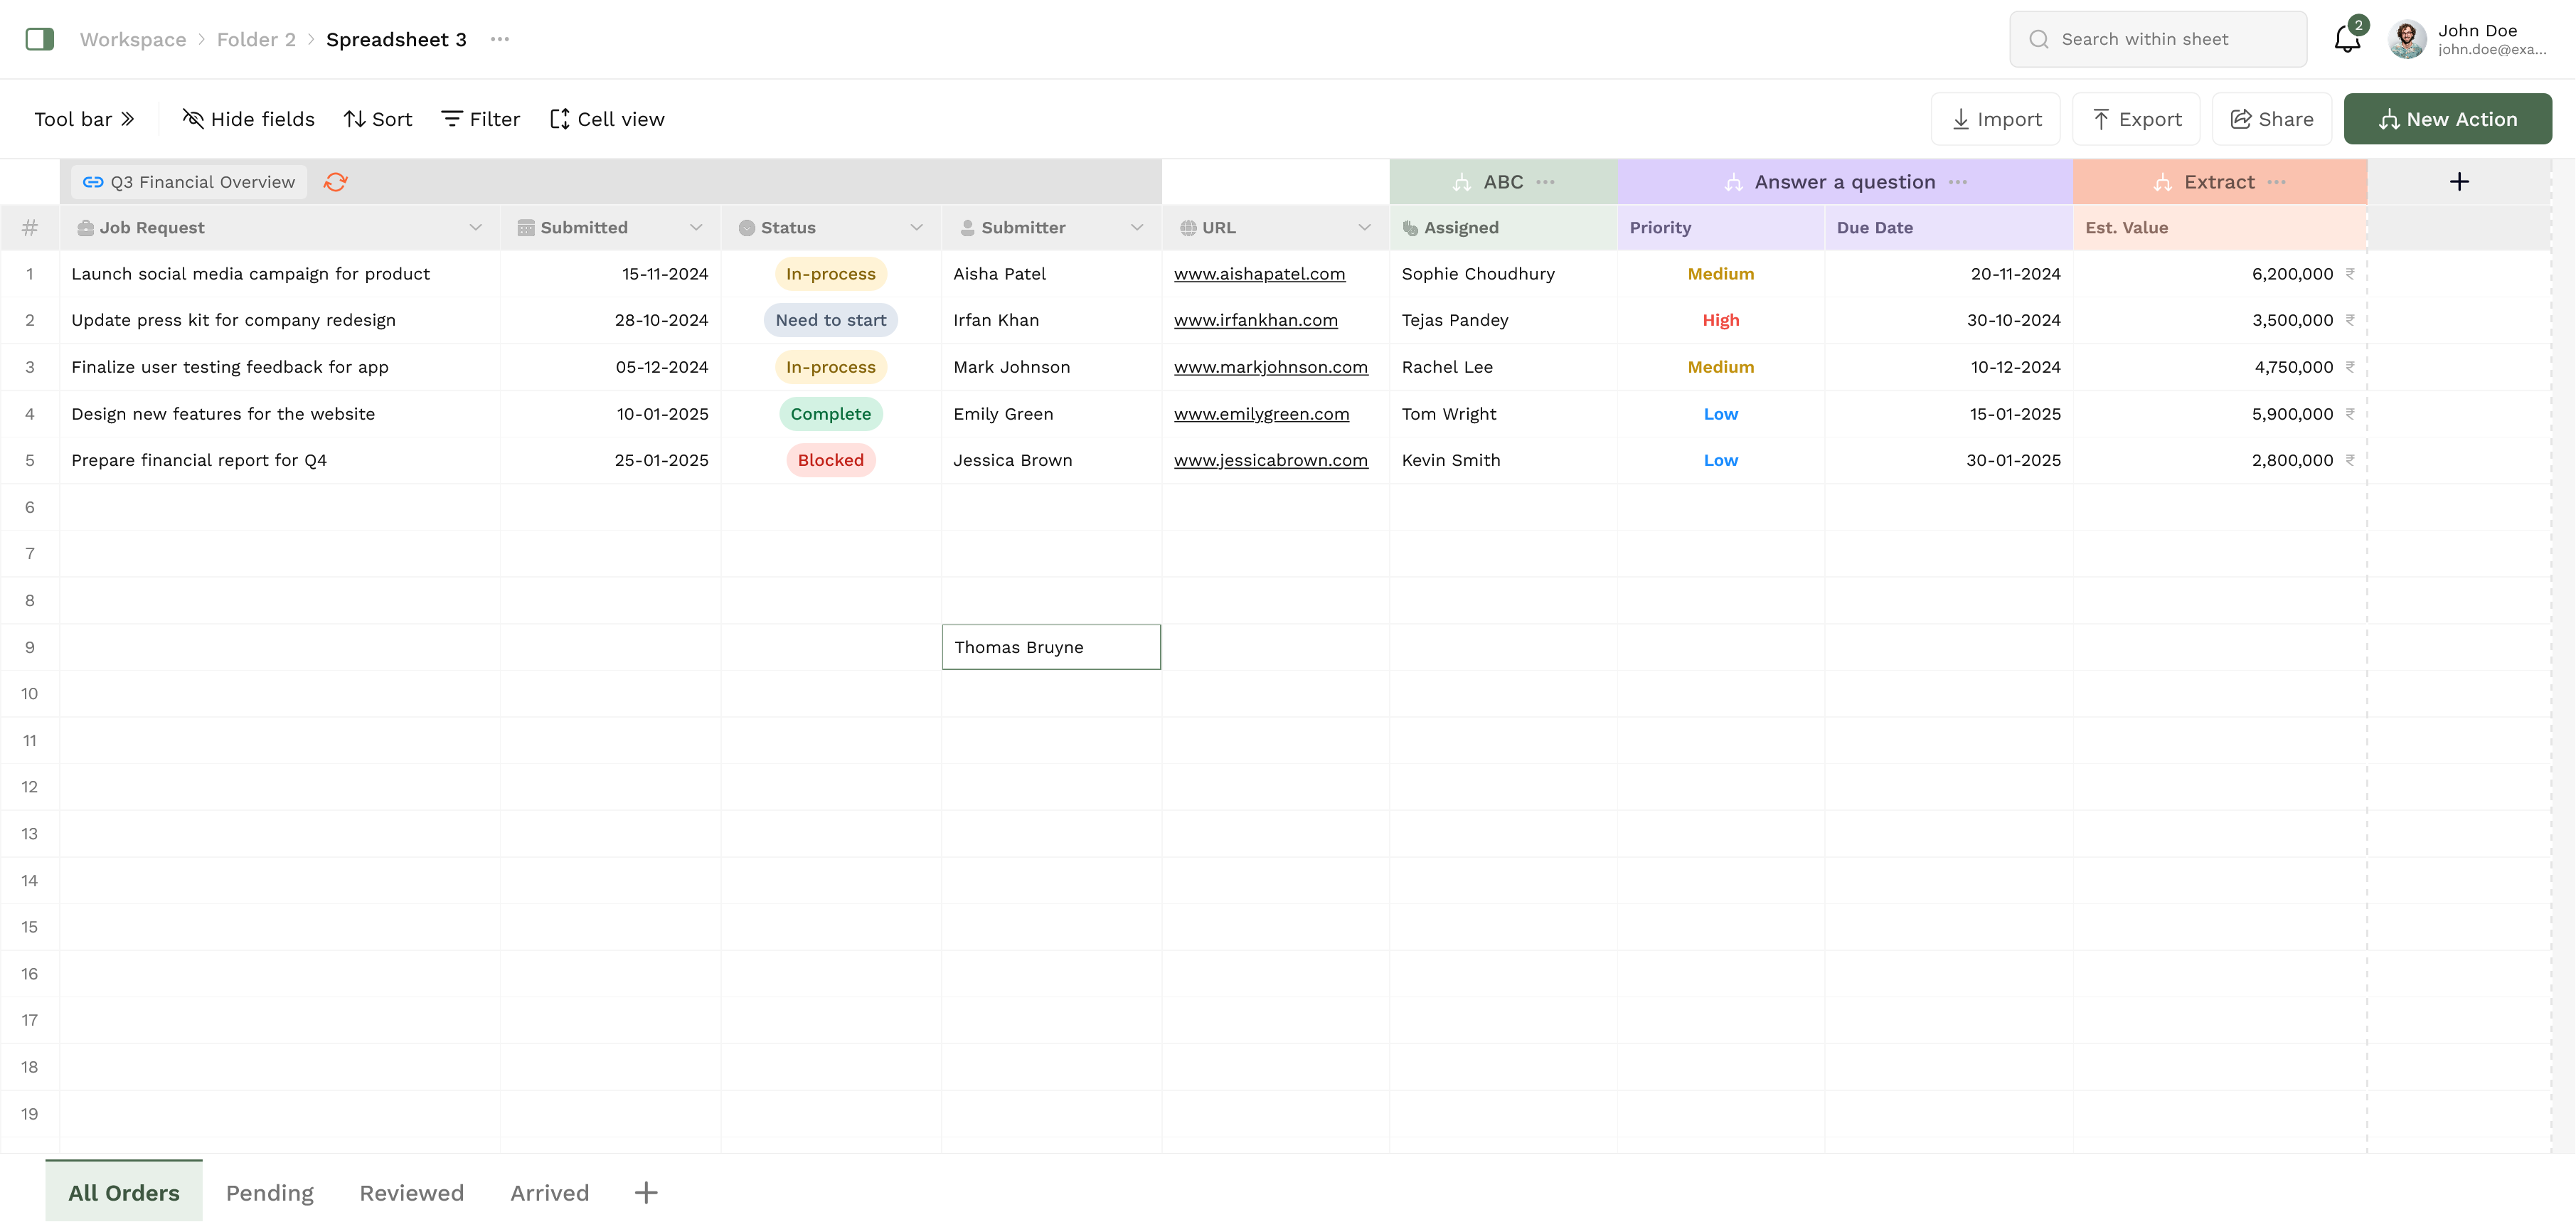 Workspace > Folder 2 > Spreadsheet 3 ···
Search within sheet
2
John Doe
john.doe@exa...
Tool bar
Hide fields
Sort
Filter
Cell view
Import
Export
Share
New Action
Q3 Financial Overview
ABC ···
Answer a question ···
Extract ···
# Job Request Submitted Status Submitter URL Assigned Priority Due Date Est. Value
1 Launch social media campaign for product 15-11-2024 In-process Aisha Patel www.aishapatel.com Sophie Choudhury Medium 20-11-2024 6,200,000 ₹
2 Update press kit for company redesign 28-10-2024 Need to start Irfan Khan www.irfankhan.com Tejas Pandey High 30-10-2024 3,500,000 ₹
3 Finalize user testing feedback for app 05-12-2024 In-process Mark Johnson www.markjohnson.com Rachel Lee Medium 10-12-2024 4,750,000 ₹
4 Design new features for the website 10-01-2025 Complete Emily Green www.emilygreen.com Tom Wright Low 15-01-2025 5,900,000 ₹
5 Prepare financial report for Q4 25-01-2025 Blocked Jessica Brown www.jessicabrown.com Kevin Smith Low 30-01-2025 2,800,000 ₹
6
7
8
9 Thomas Bruyne
10
11
12
13
14
15
16
17
18
19
All Orders Pending Reviewed Arrived